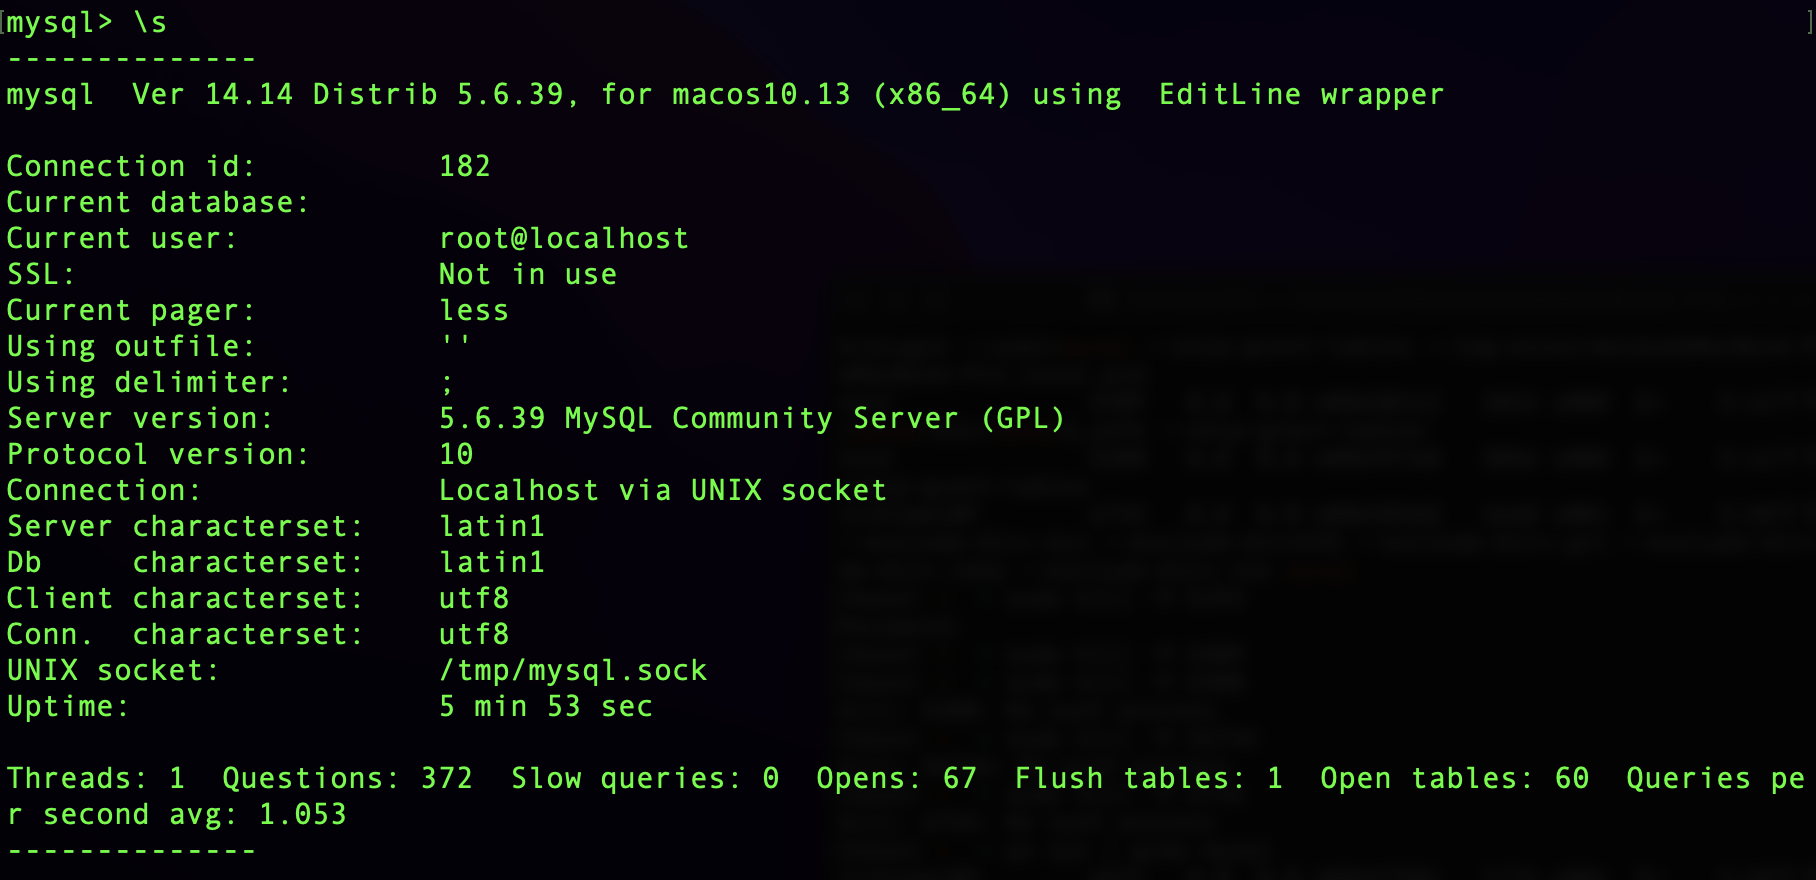 [mysql> \s ]
--------------
mysql  Ver 14.14 Distrib 5.6.39, for macos10.13 (x86_64) using  EditLine wrapper

Connection id:          182
Current database:
Current user:           root@localhost
SSL:                    Not in use
Current pager:          less
Using outfile:          ''
Using delimiter:        ;
Server version:         5.6.39 MySQL Community Server (GPL)
Protocol version:       10
Connection:             Localhost via UNIX socket
Server characterset:    latin1
Db     characterset:    latin1
Client characterset:    utf8
Conn.  characterset:    utf8
UNIX socket:            /tmp/mysql.sock
Uptime:                 5 min 53 sec

Threads: 1  Questions: 372  Slow queries: 0  Opens: 67  Flush tables: 1  Open tables: 60  Queries pe
r second avg: 1.053
--------------